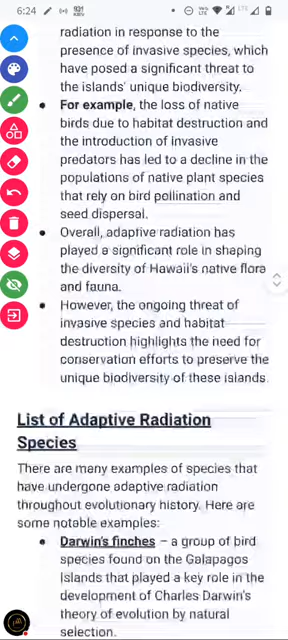 6:24
radiation in response to the
presence of invasive species, which
have posed a significant threat to
the islands' unique biodiversity.
For example, the loss of native
birds due to habitat destruction and
the introduction of invasive
predators has led to a decline in the
populations of native plant species
that rely on bird pollination and
seed dispersal.
Overall, adaptive radiation has
played a significant role in shaping
the diversity of Hawaii's native flora
and fauna.
However, the ongoing threat of
invasive species and habitat
destruction highlights the need for
conservation efforts to preserve the
unique biodiversity of these islands.
List of Adaptive Radiation
Species
There are many examples of species that
have undergone adaptive radiation
throughout evolutionary history. Here are
some notable examples:
Darwin's finches – a group of bird
species found on the Galapagos
Islands that played a key role in the
development of Charles Darwin's
theory of evolution by natural
selection.